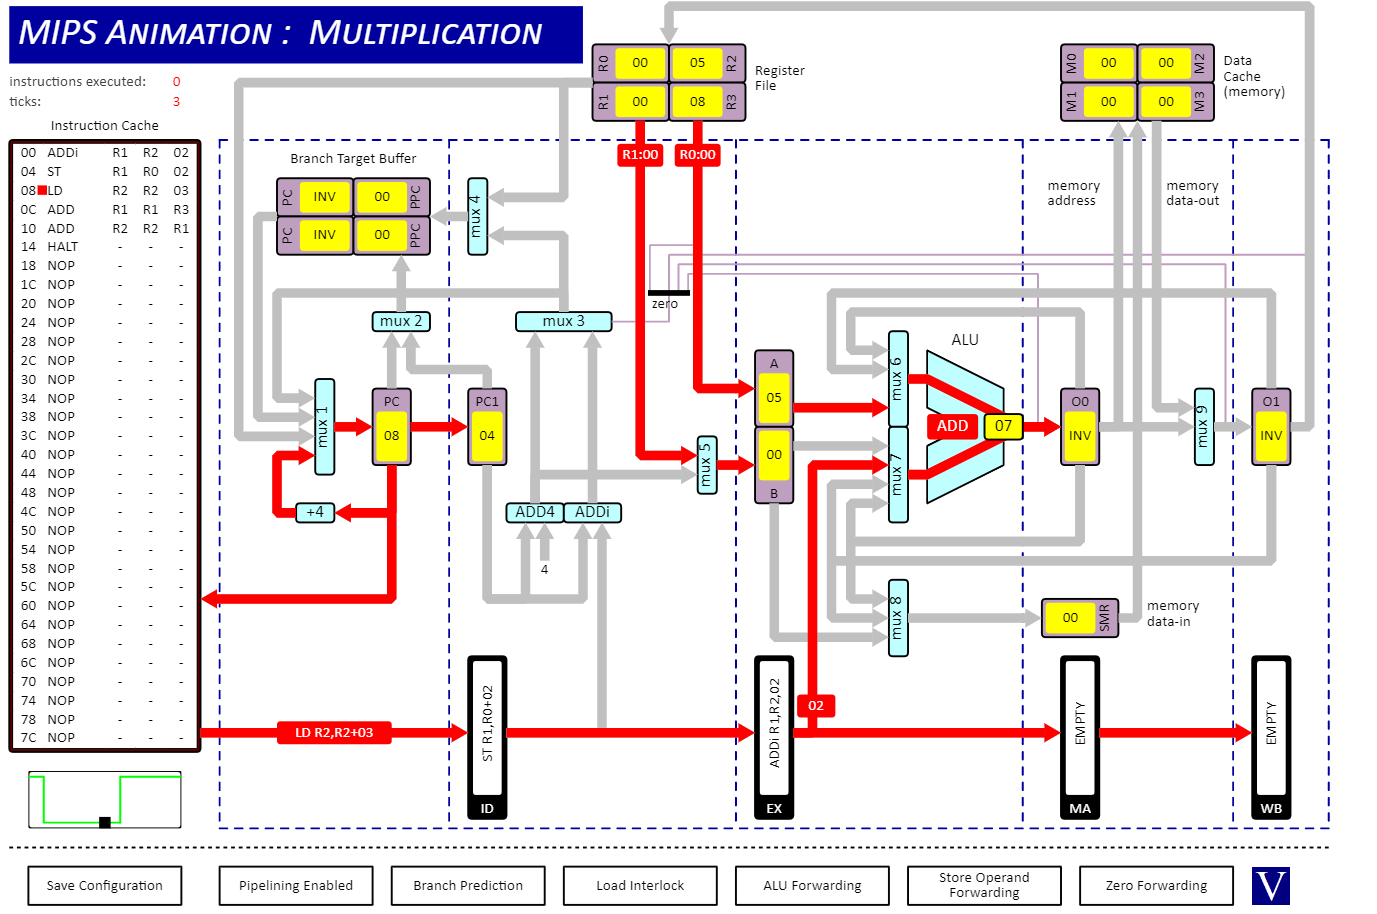 MIPS ANIMATION : MULTIPLICATION
instructions executed: 0
ticks: 3
Instruction Cache
00 ADDi R1 R2 02
04 ST R1 R0 02
08 LD R2 R2 03
0C ADD R1 R1 R3
10 ADD R2 R2 R1
14 HALT - - -
18 NOP - - -
1C NOP - - -
20 NOP - - -
24 NOP - - -
28 NOP - - -
2C NOP - - -
30 NOP - - -
34 NOP - - -
38 NOP - - -
3C NOP - - -
40 NOP - - -
44 NOP - - -
48 NOP - - -
4C NOP - - -
50 NOP - - -
54 NOP - - -
58 NOP - - -
5C NOP - - -
60 NOP - - -
64 NOP - - -
68 NOP - - -
6C NOP - - -
70 NOP - - -
74 NOP - - -
78 NOP - - -
7C NOP - - -
R0 00 05 R2
R1 00 08 R3
Register
File
M0 00 00 M2
M1 00 00 M3
Data
Cache
(memory)
R1:00
R0:00
Branch Target Buffer
PC INV 00 PPC
PC INV 00 PPC
mux 4
memory
address
memory
data-out
zero
mux 2
mux 3
mux 1
PC
08
PC1
04
+4
ADD4
ADDi
4
mux 5
A
05
00
B
mux 6
mux 7
ALU
ADD
07
O0
INV
mux 9
O1
INV
mux 8
00 SMR
memory
data-in
02
LD R2,R2+03
ST R1,R0+02
ID
ADDi R1,R2,02
EX
EMPTY
MA
EMPTY
WB
Save Configuration
Pipelining Enabled
Branch Prediction
Load Interlock
ALU Forwarding
Store Operand
Forwarding
Zero Forwarding
V